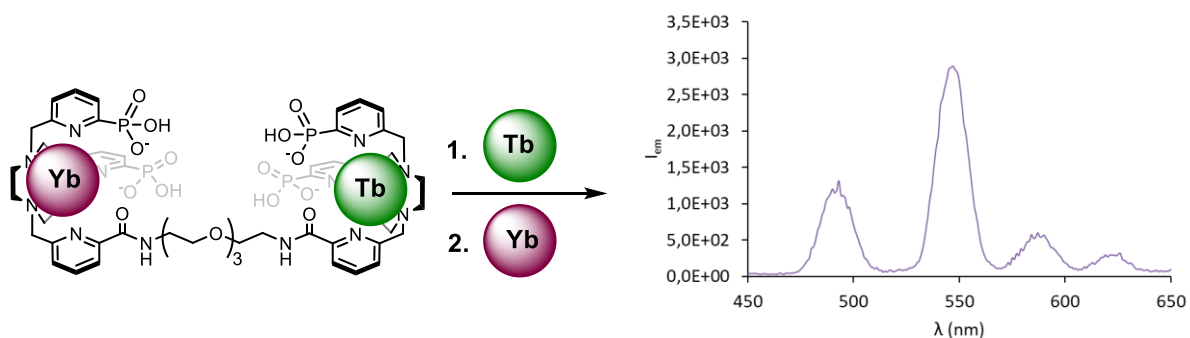 O
P
OH
O-
N
O
P
-O
OH
N
N
Yb
N
N
O
N
H
(
O
)3
N
H
O
N
O
HO
P
O-
N
O
P
O-
HO
N
N
Tb
N
1.
Tb
2.
Yb
3,5E+03
3,0E+03
2,5E+03
2,0E+03
1,5E+03
1,0E+03
5,0E+02
0,0E+00
Iem
450 500 550 600 650
λ (nm)